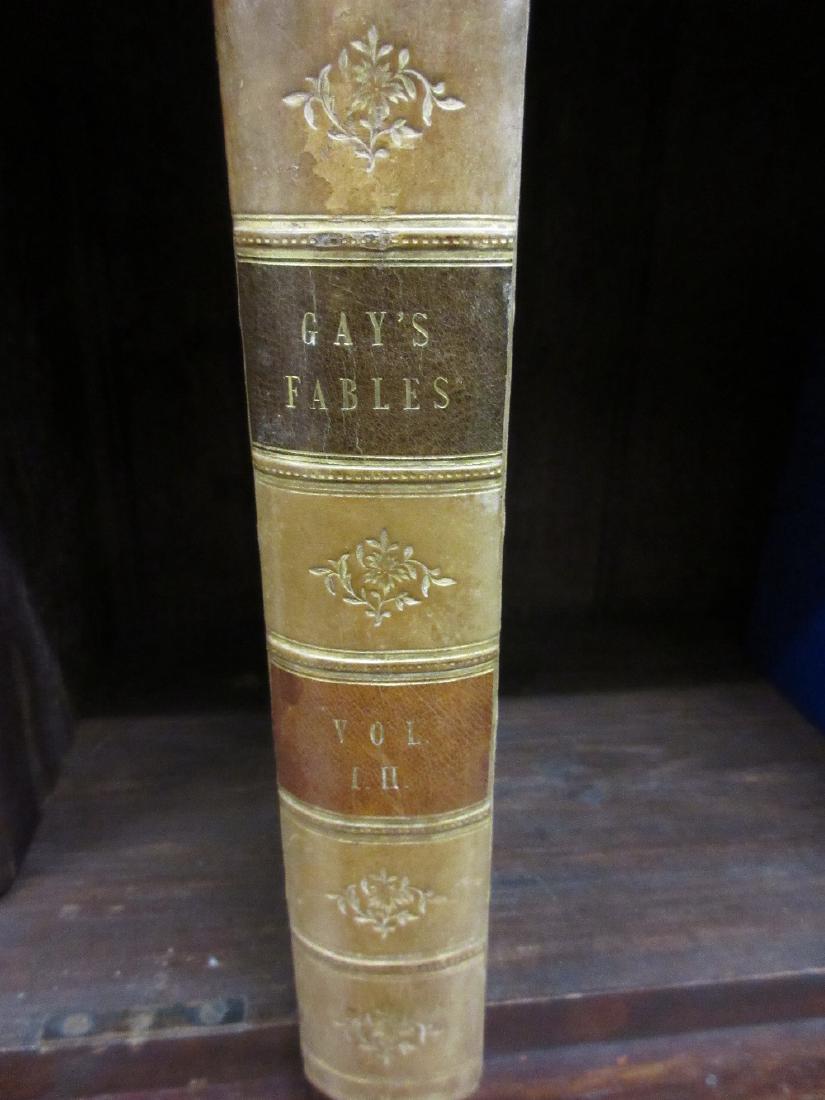 GAY'S
FABLES
VOL.
I. II.